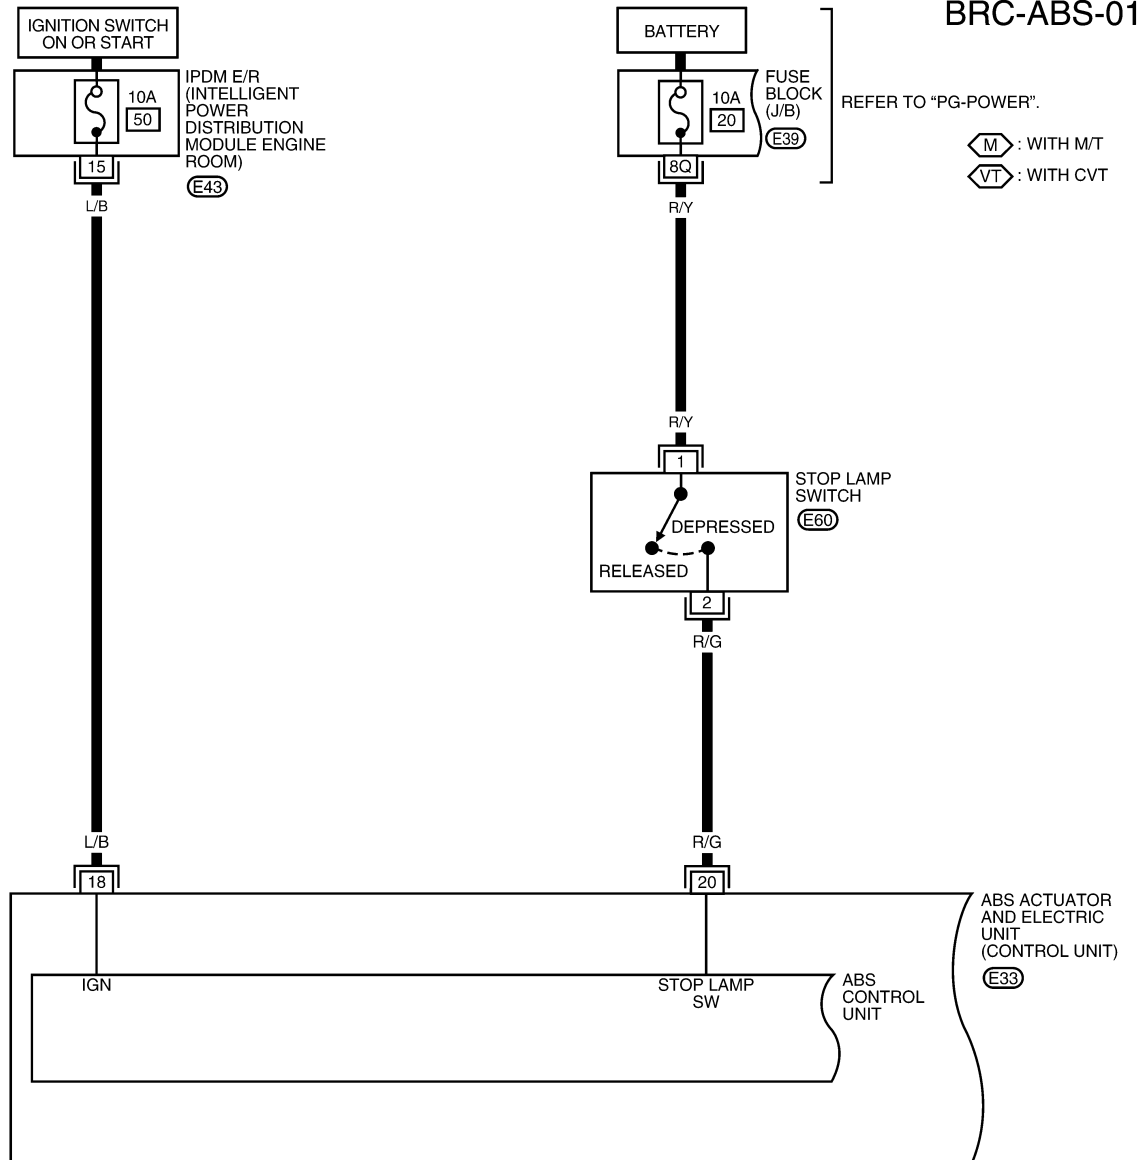 BRC-ABS-01
IGNITION SWITCH
ON OR START
BATTERY
IPDM E/R
(INTELLIGENT
POWER
DISTRIBUTION
MODULE ENGINE
ROOM)
E43
10A
50
15
L/B
FUSE
BLOCK
(J/B)
E39
10A
20
8Q
R/Y
REFER TO “PG-POWER”.
M : WITH M/T
VT : WITH CVT
R/Y
1
STOP LAMP
SWITCH
E60
DEPRESSED
RELEASED
2
R/G
L/B
R/G
18
20
ABS ACTUATOR
AND ELECTRIC
UNIT
(CONTROL UNIT)
E33
IGN
STOP LAMP
SW
ABS
CONTROL
UNIT